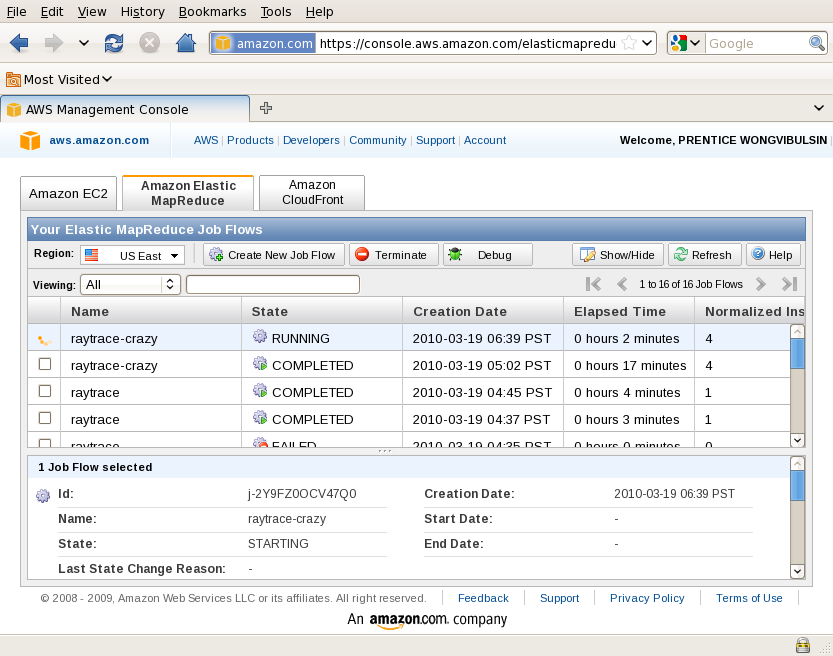 File Edit View History Bookmarks Tools Help
amazon.com https://console.aws.amazon.com/elasticmapredu Google
Most Visited
AWS Management Console
aws.amazon.com AWS | Products | Developers | Community | Support | Account Welcome, PRENTICE WONGVIBULSIN
Amazon EC2
Amazon Elastic MapReduce
Amazon CloudFront
Your Elastic MapReduce Job Flows
Region: US East Create New Job Flow Terminate Debug Show/Hide Refresh Help
Viewing: All 1 to 16 of 16 Job Flows
Name State Creation Date Elapsed Time Normalized Ins
raytrace-crazy RUNNING 2010-03-19 06:39 PST 0 hours 2 minutes 4
raytrace-crazy COMPLETED 2010-03-19 05:02 PST 0 hours 17 minutes 4
raytrace COMPLETED 2010-03-19 04:45 PST 0 hours 4 minutes 1
raytrace COMPLETED 2010-03-19 04:37 PST 0 hours 3 minutes 1
raytrace FAILED 2010-03-19 04:35 PST 0 hours 0 minutes 0
1 Job Flow selected
Id: j-2Y9FZ0OCV47Q0 Creation Date: 2010-03-19 06:39 PST
Name: raytrace-crazy Start Date: -
State: STARTING End Date: -
Last State Change Reason: -
© 2008 - 2009, Amazon Web Services LLC or its affiliates. All right reserved. Feedback Support Privacy Policy Terms of Use
An amazon.com. company